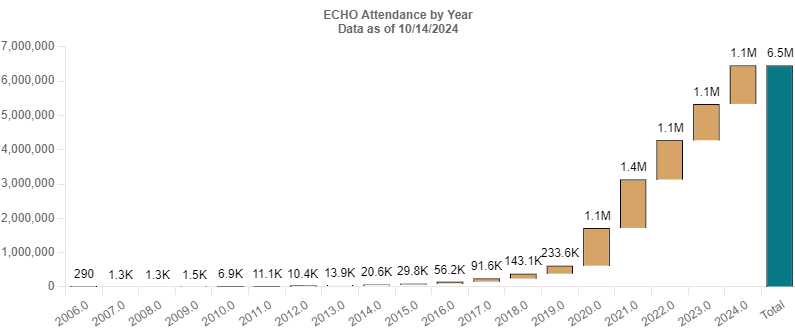 ECHO Attendance by Year
Data as of 10/14/2024
7,000,000
6,000,000
5,000,000
4,000,000
3,000,000
2,000,000
1,000,000
0
290
1.3K
1.3K
1.5K
6.9K
11.1K
10.4K
13.9K
20.6K
29.8K
56.2K
91.6K
143.1K
233.6K
1.1M
1.4M
1.1M
1.1M
1.1M
6.5M
2006.0
2007.0
2008.0
2009.0
2010.0
2011.0
2012.0
2013.0
2014.0
2015.0
2016.0
2017.0
2018.0
2019.0
2020.0
2021.0
2022.0
2023.0
2024.0
Total